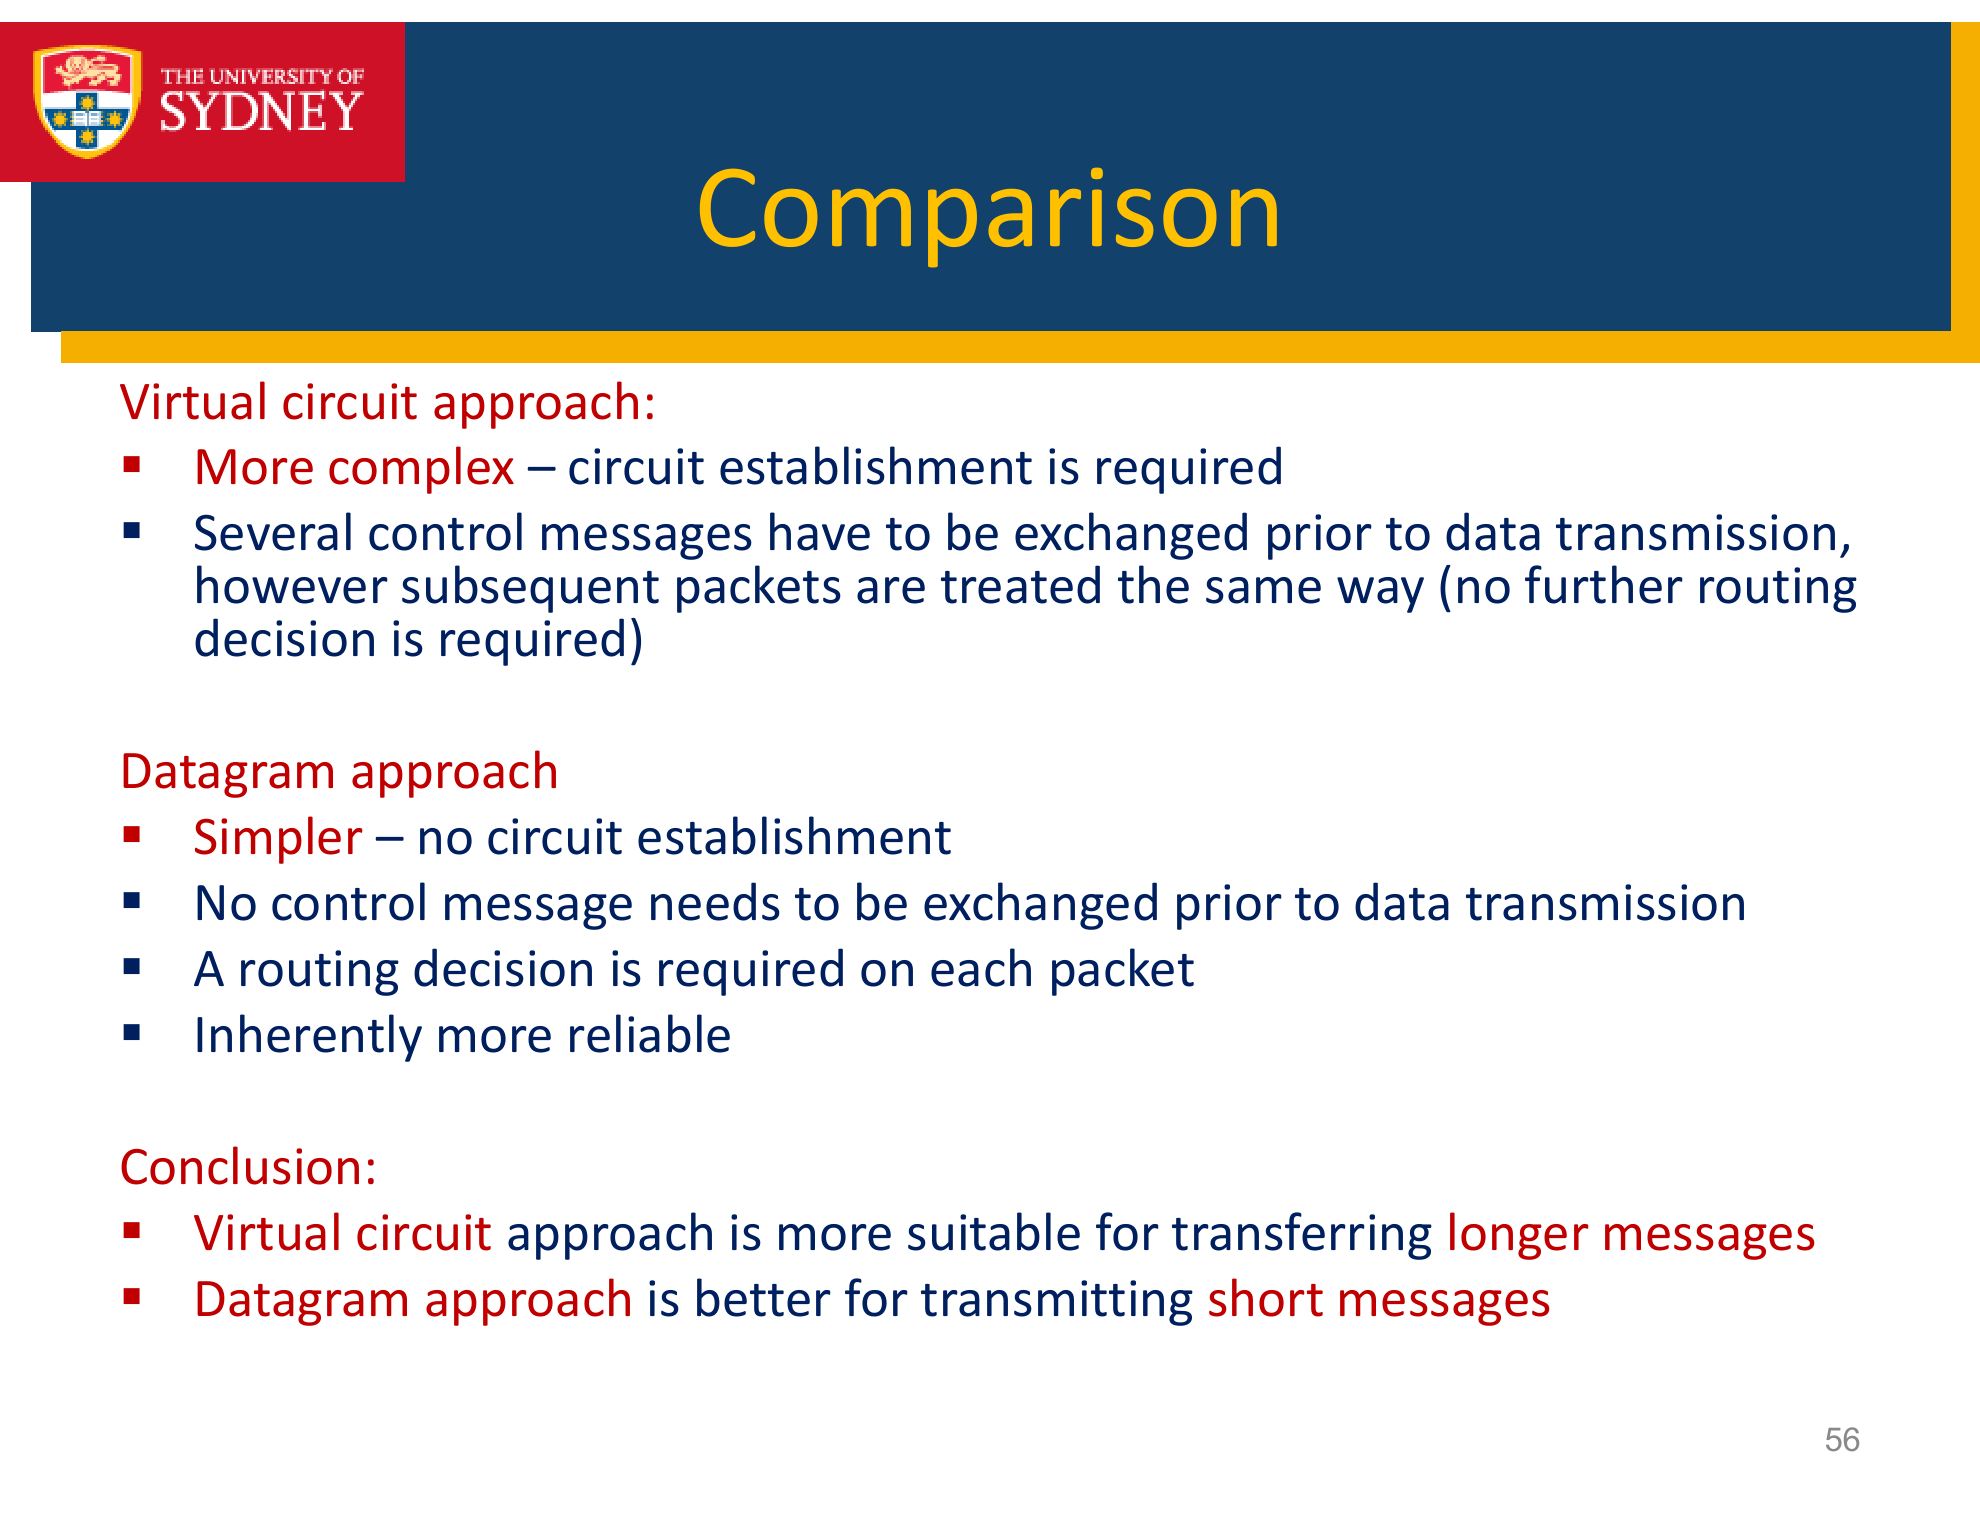 THE UNIVERSITY OF
SYDNEY
Comparison
Virtual circuit approach:
▪ More complex – circuit establishment is required
▪ Several control messages have to be exchanged prior to data transmission,
however subsequent packets are treated the same way (no further routing
decision is required)
Datagram approach
▪ Simpler – no circuit establishment
▪ No control message needs to be exchanged prior to data transmission
▪ A routing decision is required on each packet
▪ Inherently more reliable
Conclusion:
▪ Virtual circuit approach is more suitable for transferring longer messages
▪ Datagram approach is better for transmitting short messages
56